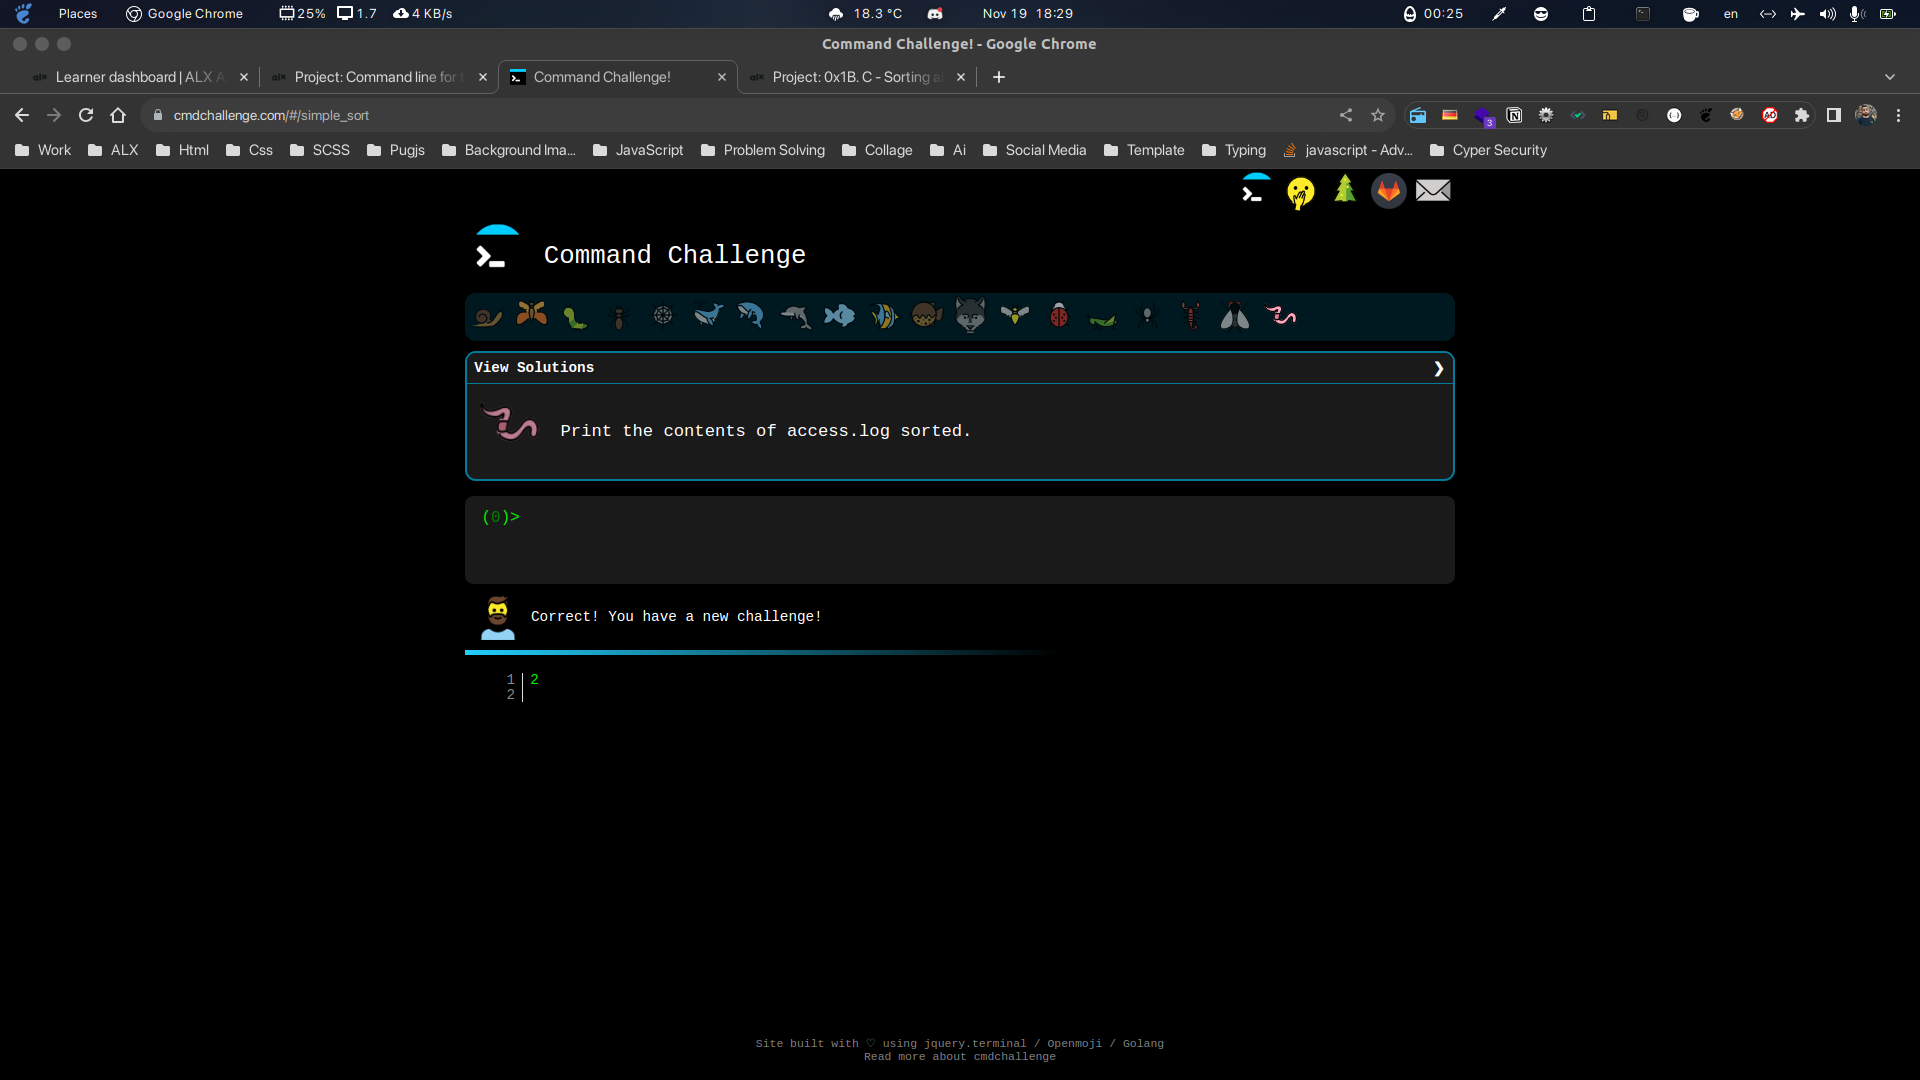 Places Google Chrome 25% 1.7 4 KB/s 18.3 °C Nov 19 18:29 00:25 en
Command Challenge! - Google Chrome
Learner dashboard | ALX A Project: Command line for t Command Challenge! Project: 0x1B. C - Sorting a
cmdchallenge.com/#/simple_sort 3
Work ALX Html Css SCSS Pugjs Background Ima... JavaScript Problem Solving Collage Ai Social Media Template Typing javascript - Adv... Cyper Security
Command Challenge
View Solutions
Print the contents of access.log sorted.
(0)>
Correct! You have a new challenge!
1 2
2
Site built with ♡ using jquery.terminal / Openmoji / Golang
Read more about cmdchallenge